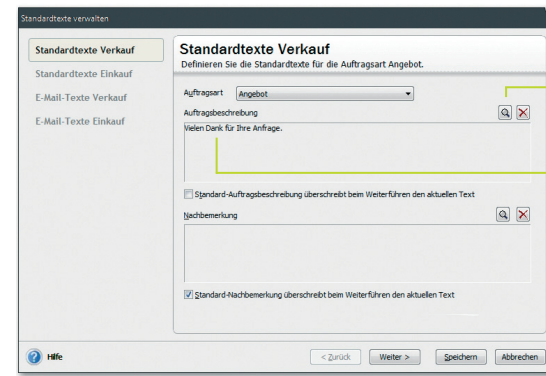 Standardtexte verwalten
Standardtexte Verkauf
Standardtexte Einkauf
E-Mail-Texte Verkauf
E-Mail-Texte Einkauf
Standardtexte Verkauf
Definieren Sie die Standardtexte für die Auftragsart Angebot.
Auftragsart Angebot
Auftragsbeschreibung
Vielen Dank für Ihre Anfrage.
Standard-Auftragsbeschreibung überschreibt beim Weiterführen den aktuellen Text
Nachbemerkung
Standard-Nachbemerkung überschreibt beim Weiterführen den aktuellen Text
Hilfe
< Zurück Weiter > Speichern Abbrechen